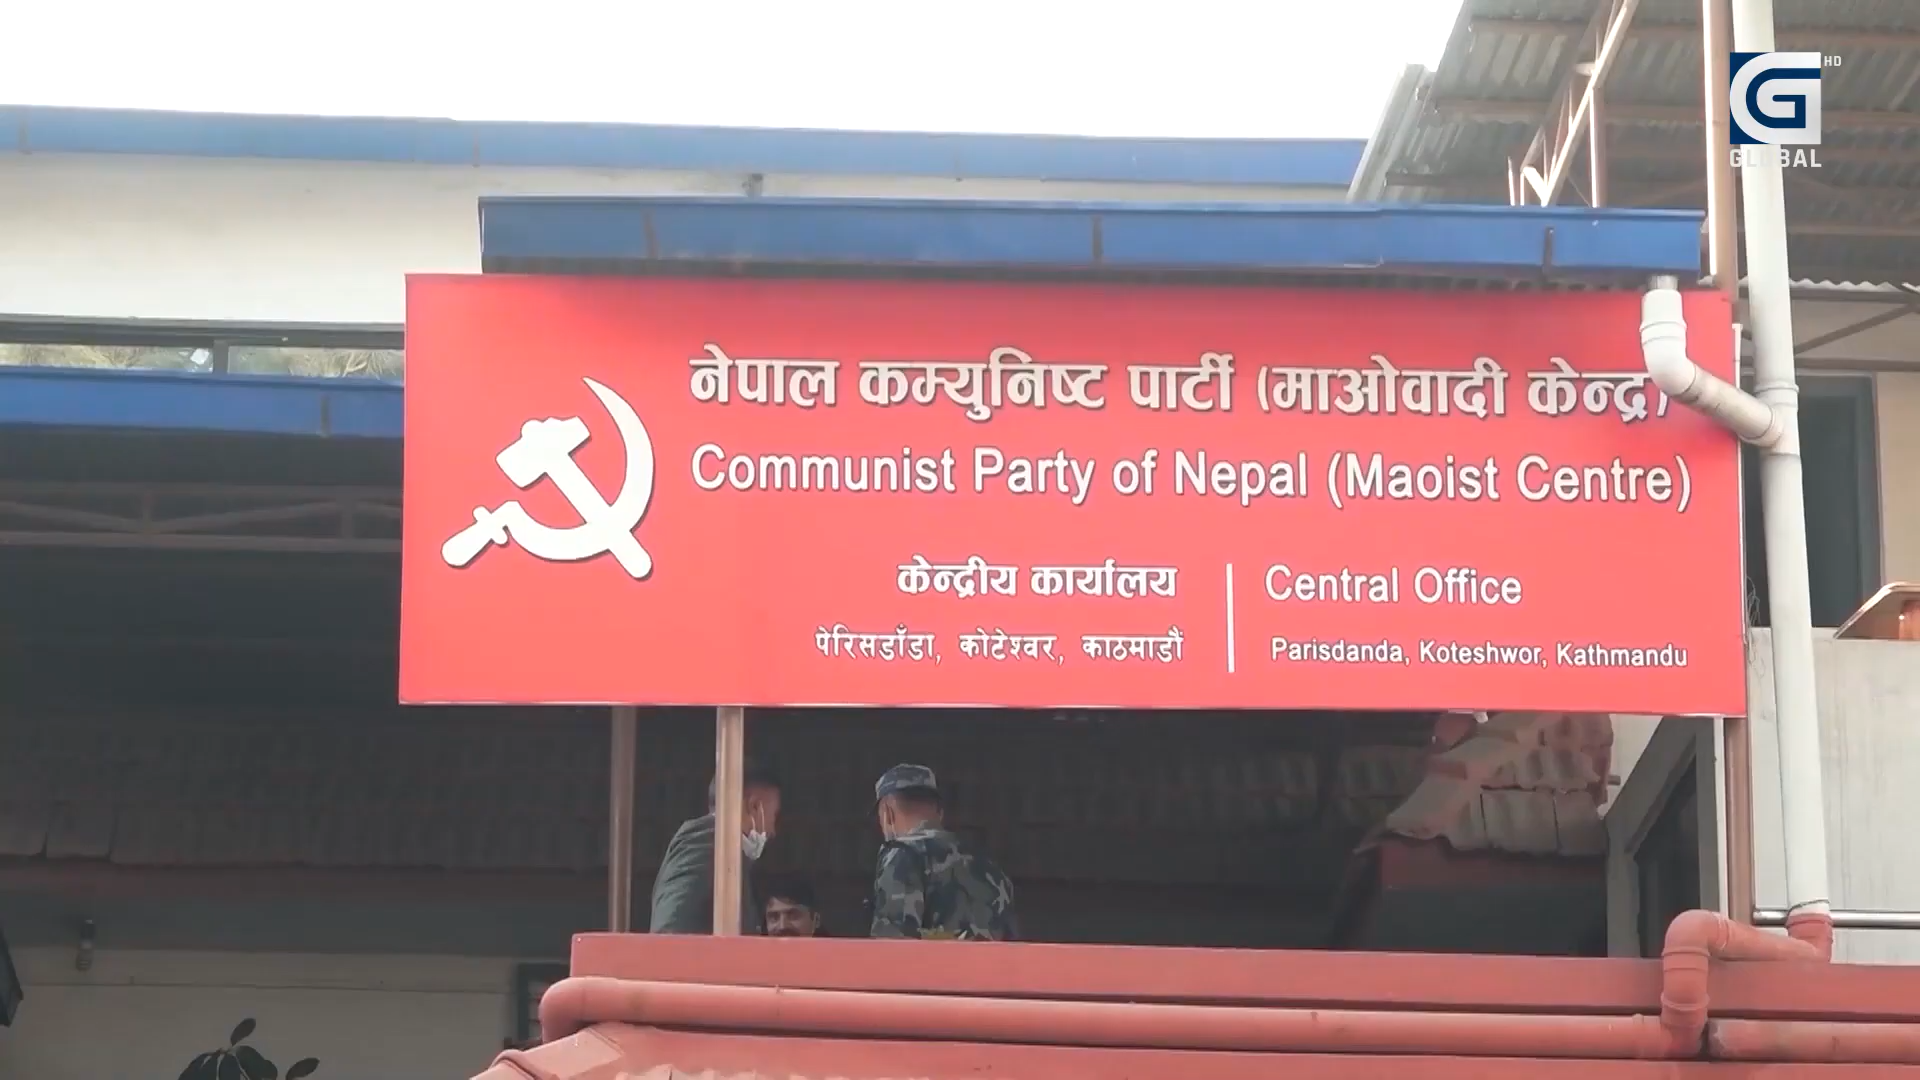 HD
GLOBAL
नेपाल कम्युनिष्ट पार्टी (माओवादी केन्द्र)
Communist Party of Nepal (Maoist Centre)
केन्द्रीय कार्यालय
पेरिसडाँडा, कोटेश्वर, काठमाडौं
Central Office
Parisdanda, Koteshwor, Kathmandu